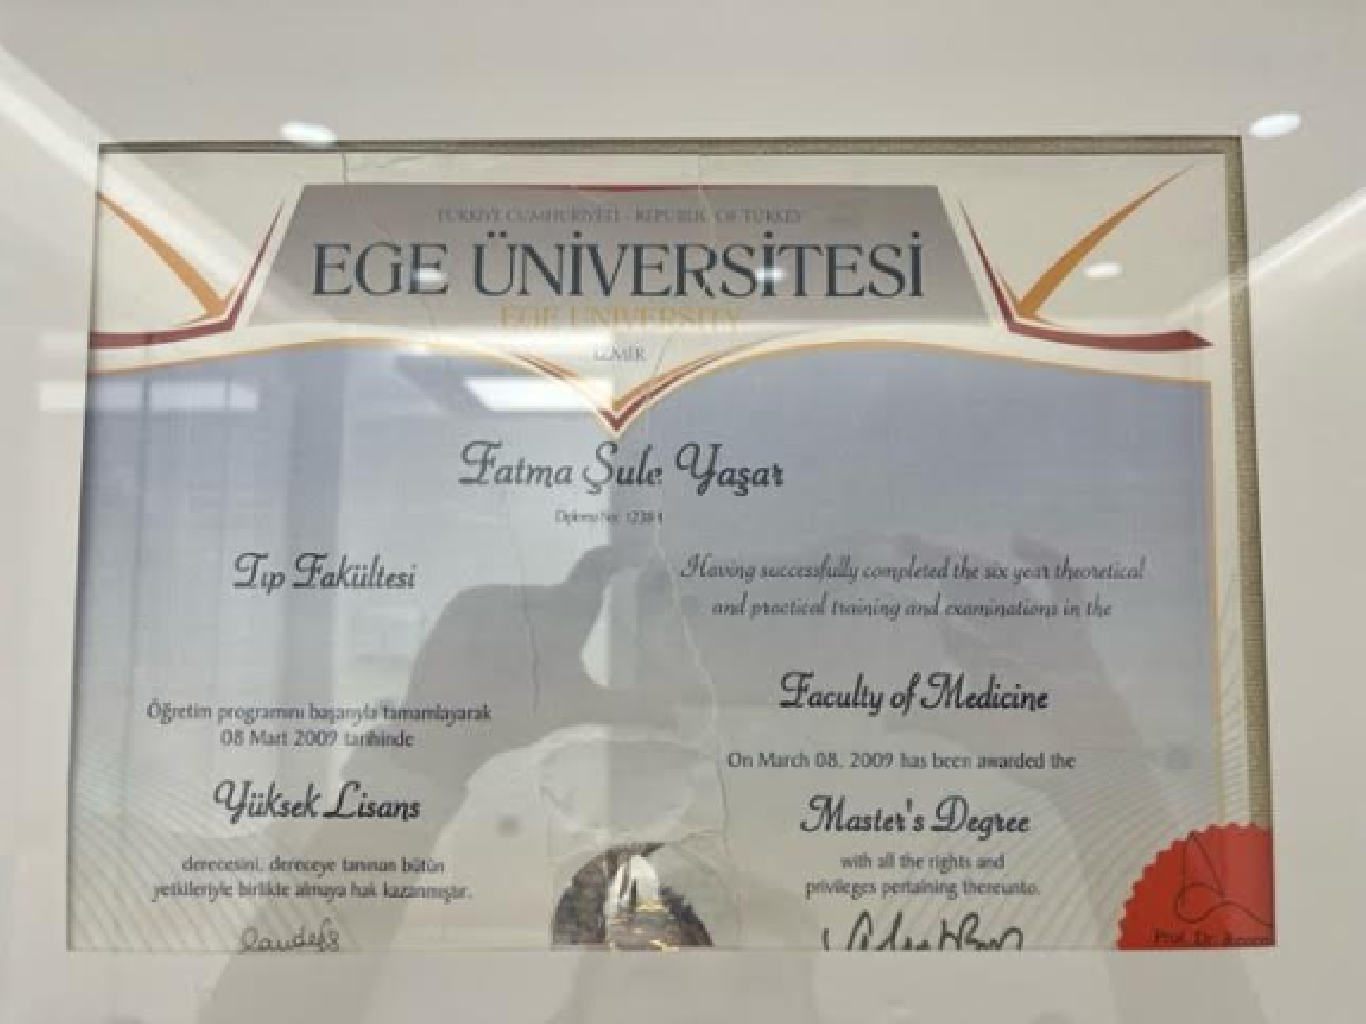 TÜRKİYE CUMHURİYETİ - REPUBLIC OF TURKEY
EGE ÜNİVERSİTESİ
EGE UNIVERSITY
İZMİR
Fatma Şule Yaşar
Diploma No:
Tıp Fakültesi
Öğretim programını başarıyla tamamlayarak
08 Mart 2009 tarihinde
Yüksek Lisans
derecesini, dereceye tanınan bütün
yetkileriyle birlikte almaya hak kazanmıştır.
Having successfully completed the six year theoretical
and practical training and examinations in the
Faculty of Medicine
On March 08, 2009 has been awarded the
Master's Degree
with all the rights and
privileges pertaining thereunto.
Prof. Dr.